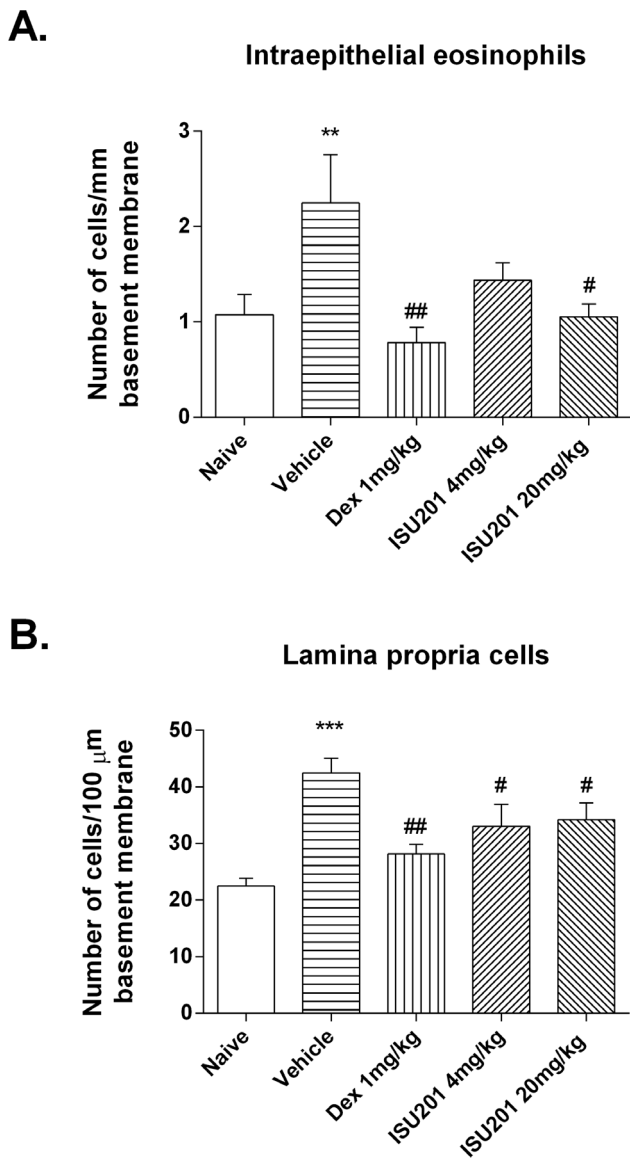 A.
Intraepithelial eosinophils
Number of cells/mm
basement membrane
3
2
1
0
**
##
#
Naive
Vehicle
Dex 1mg/kg
ISU201 4mg/kg
ISU201 20mg/kg
B.
Lamina propria cells
Number of cells/100 μm
basement membrane
50
40
30
20
10
0
***
##
#
#
Naive
Vehicle
Dex 1mg/kg
ISU201 4mg/kg
ISU201 20mg/kg